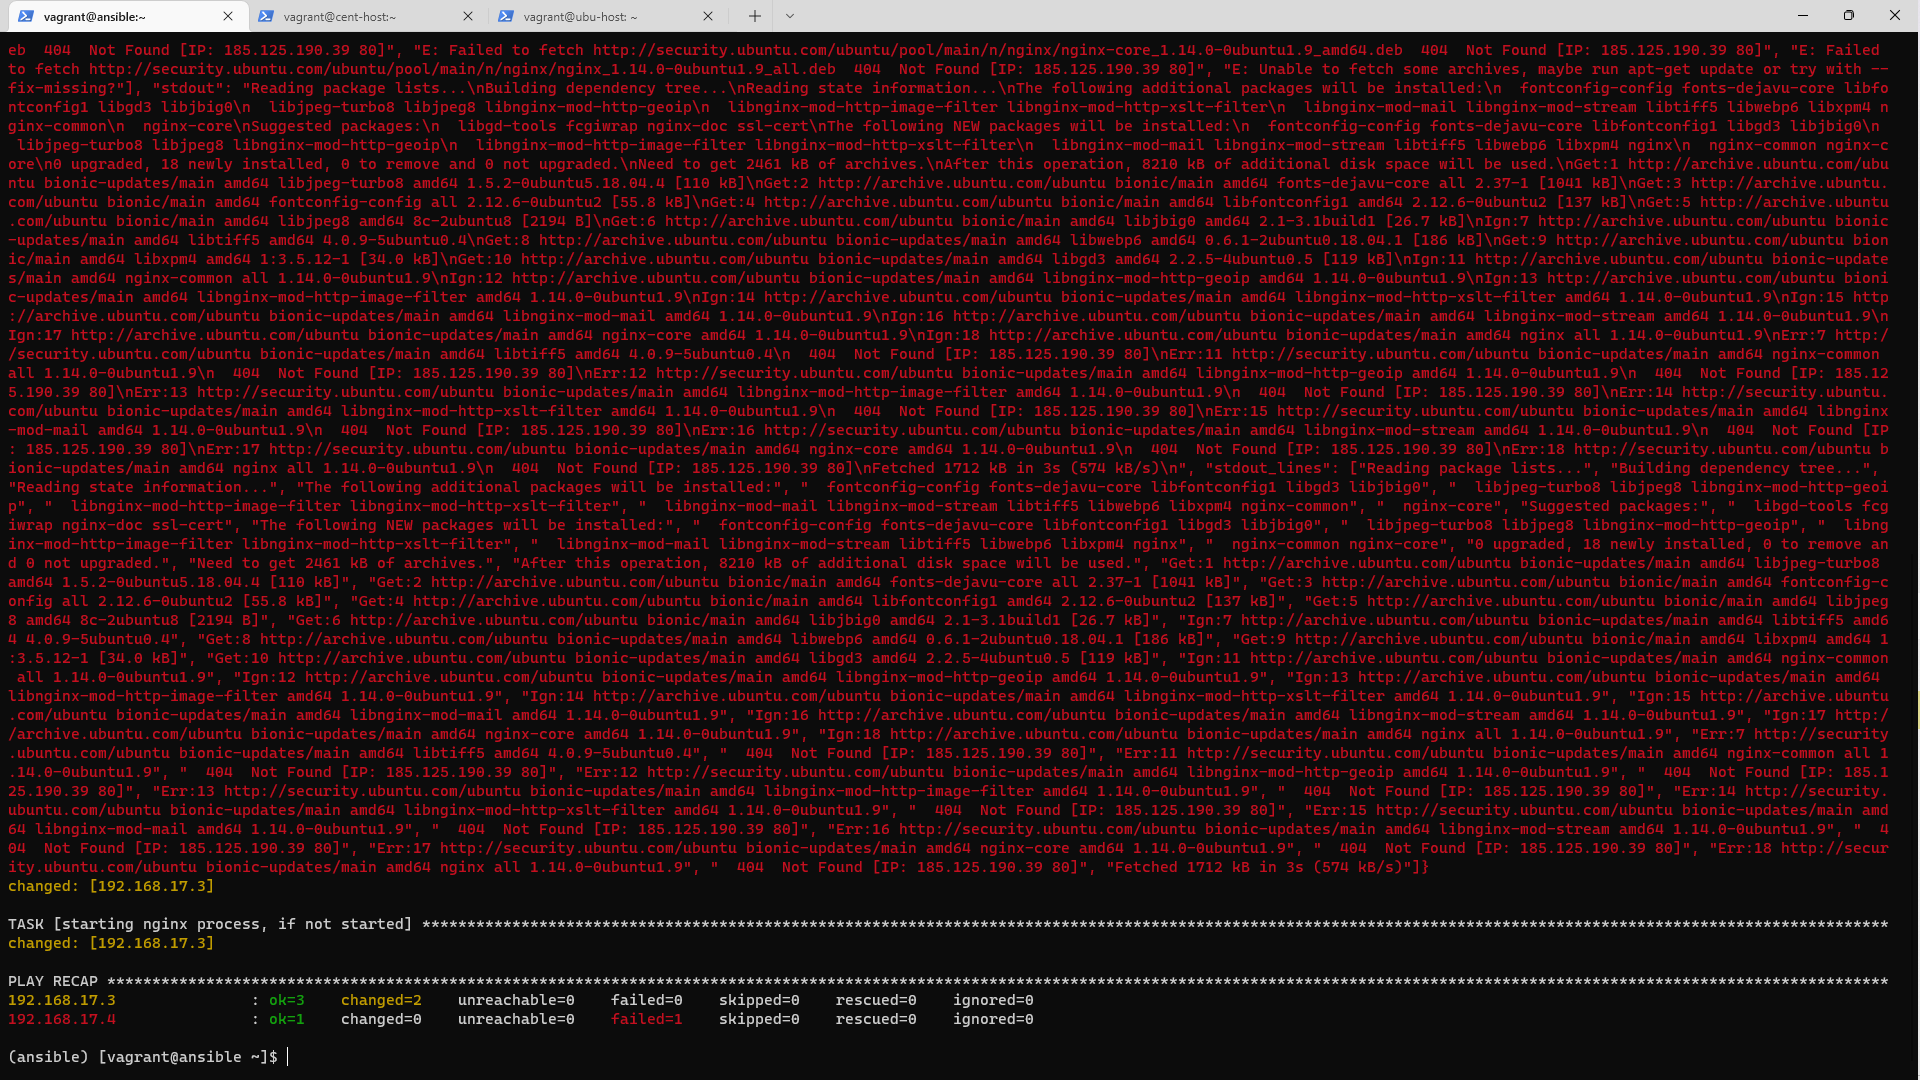 vagrant@ansible:~
vagrant@cent-host:~
vagrant@ubu-host: ~
eb  404  Not Found [IP: 185.125.190.39 80]", "E: Failed to fetch http://security.ubuntu.com/ubuntu/pool/main/n/nginx/nginx-core_1.14.0-0ubuntu1.9_amd64.deb  404  Not Found [IP: 185.125.190.39 80]", "E: Failed
to fetch http://security.ubuntu.com/ubuntu/pool/main/n/nginx/nginx_1.14.0-0ubuntu1.9_all.deb  404  Not Found [IP: 185.125.190.39 80]", "E: Unable to fetch some archives, maybe run apt-get update or try with --
fix-missing?"], "stdout": "Reading package lists...\nBuilding dependency tree...\nReading state information...\nThe following additional packages will be installed:\n  fontconfig-config fonts-dejavu-core libfo
ntconfig1 libgd3 libjbig0\n  libjpeg-turbo8 libjpeg8 libnginx-mod-http-geoip\n  libnginx-mod-http-image-filter libnginx-mod-http-xslt-filter\n  libnginx-mod-mail libnginx-mod-stream libtiff5 libwebp6 libxpm4 n
ginx-common\n  nginx-core\nSuggested packages:\n  libgd-tools fcgiwrap nginx-doc ssl-cert\nThe following NEW packages will be installed:\n  fontconfig-config fonts-dejavu-core libfontconfig1 libgd3 libjbig0\n
 libjpeg-turbo8 libjpeg8 libnginx-mod-http-geoip\n  libnginx-mod-http-image-filter libnginx-mod-http-xslt-filter\n  libnginx-mod-mail libnginx-mod-stream libtiff5 libwebp6 libxpm4 nginx\n  nginx-common nginx-c
ore\n0 upgraded, 18 newly installed, 0 to remove and 0 not upgraded.\nNeed to get 2461 kB of archives.\nAfter this operation, 8210 kB of additional disk space will be used.\nGet:1 http://archive.ubuntu.com/ubu
ntu bionic-updates/main amd64 libjpeg-turbo8 amd64 1.5.2-0ubuntu5.18.04.4 [110 kB]\nGet:2 http://archive.ubuntu.com/ubuntu bionic/main amd64 fonts-dejavu-core all 2.37-1 [1041 kB]\nGet:3 http://archive.ubuntu.
com/ubuntu bionic/main amd64 fontconfig-config all 2.12.6-0ubuntu2 [55.8 kB]\nGet:4 http://archive.ubuntu.com/ubuntu bionic/main amd64 libfontconfig1 amd64 2.12.6-0ubuntu2 [137 kB]\nGet:5 http://archive.ubuntu
.com/ubuntu bionic/main amd64 libjpeg8 amd64 8c-2ubuntu8 [2194 B]\nGet:6 http://archive.ubuntu.com/ubuntu bionic/main amd64 libjbig0 amd64 2.1-3.1build1 [26.7 kB]\nIgn:7 http://archive.ubuntu.com/ubuntu bionic
-updates/main amd64 libtiff5 amd64 4.0.9-5ubuntu0.4\nGet:8 http://archive.ubuntu.com/ubuntu bionic-updates/main amd64 libwebp6 amd64 0.6.1-2ubuntu0.18.04.1 [186 kB]\nGet:9 http://archive.ubuntu.com/ubuntu bion
ic/main amd64 libxpm4 amd64 1:3.5.12-1 [34.0 kB]\nGet:10 http://archive.ubuntu.com/ubuntu bionic-updates/main amd64 libgd3 amd64 2.2.5-4ubuntu0.5 [119 kB]\nIgn:11 http://archive.ubuntu.com/ubuntu bionic-update
s/main amd64 nginx-common all 1.14.0-0ubuntu1.9\nIgn:12 http://archive.ubuntu.com/ubuntu bionic-updates/main amd64 libnginx-mod-http-geoip amd64 1.14.0-0ubuntu1.9\nIgn:13 http://archive.ubuntu.com/ubuntu bioni
c-updates/main amd64 libnginx-mod-http-image-filter amd64 1.14.0-0ubuntu1.9\nIgn:14 http://archive.ubuntu.com/ubuntu bionic-updates/main amd64 libnginx-mod-http-xslt-filter amd64 1.14.0-0ubuntu1.9\nIgn:15 http
://archive.ubuntu.com/ubuntu bionic-updates/main amd64 libnginx-mod-mail amd64 1.14.0-0ubuntu1.9\nIgn:16 http://archive.ubuntu.com/ubuntu bionic-updates/main amd64 libnginx-mod-stream amd64 1.14.0-0ubuntu1.9\n
Ign:17 http://archive.ubuntu.com/ubuntu bionic-updates/main amd64 nginx-core amd64 1.14.0-0ubuntu1.9\nIgn:18 http://archive.ubuntu.com/ubuntu bionic-updates/main amd64 nginx all 1.14.0-0ubuntu1.9\nErr:7 http:/
/security.ubuntu.com/ubuntu bionic-updates/main amd64 libtiff5 amd64 4.0.9-5ubuntu0.4\n  404  Not Found [IP: 185.125.190.39 80]\nErr:11 http://security.ubuntu.com/ubuntu bionic-updates/main amd64 nginx-common
all 1.14.0-0ubuntu1.9\n  404  Not Found [IP: 185.125.190.39 80]\nErr:12 http://security.ubuntu.com/ubuntu bionic-updates/main amd64 libnginx-mod-http-geoip amd64 1.14.0-0ubuntu1.9\n  404  Not Found [IP: 185.12
5.190.39 80]\nErr:13 http://security.ubuntu.com/ubuntu bionic-updates/main amd64 libnginx-mod-http-image-filter amd64 1.14.0-0ubuntu1.9\n  404  Not Found [IP: 185.125.190.39 80]\nErr:14 http://security.ubuntu.
com/ubuntu bionic-updates/main amd64 libnginx-mod-http-xslt-filter amd64 1.14.0-0ubuntu1.9\n  404  Not Found [IP: 185.125.190.39 80]\nErr:15 http://security.ubuntu.com/ubuntu bionic-updates/main amd64 libnginx
-mod-mail amd64 1.14.0-0ubuntu1.9\n  404  Not Found [IP: 185.125.190.39 80]\nErr:16 http://security.ubuntu.com/ubuntu bionic-updates/main amd64 libnginx-mod-stream amd64 1.14.0-0ubuntu1.9\n  404  Not Found [IP
: 185.125.190.39 80]\nErr:17 http://security.ubuntu.com/ubuntu bionic-updates/main amd64 nginx-core amd64 1.14.0-0ubuntu1.9\n  404  Not Found [IP: 185.125.190.39 80]\nErr:18 http://security.ubuntu.com/ubuntu b
ionic-updates/main amd64 nginx all 1.14.0-0ubuntu1.9\n  404  Not Found [IP: 185.125.190.39 80]\nFetched 1712 kB in 3s (574 kB/s)\n", "stdout_lines": ["Reading package lists...", "Building dependency tree...",
"Reading state information...", "The following additional packages will be installed:", "  fontconfig-config fonts-dejavu-core libfontconfig1 libgd3 libjbig0", "  libjpeg-turbo8 libjpeg8 libnginx-mod-http-geoi
p", "  libnginx-mod-http-image-filter libnginx-mod-http-xslt-filter", "  libnginx-mod-mail libnginx-mod-stream libtiff5 libwebp6 libxpm4 nginx-common", "  nginx-core", "Suggested packages:", "  libgd-tools fcg
iwrap nginx-doc ssl-cert", "The following NEW packages will be installed:", "  fontconfig-config fonts-dejavu-core libfontconfig1 libgd3 libjbig0", "  libjpeg-turbo8 libjpeg8 libnginx-mod-http-geoip", "  libng
inx-mod-http-image-filter libnginx-mod-http-xslt-filter", "  libnginx-mod-mail libnginx-mod-stream libtiff5 libwebp6 libxpm4 nginx", "  nginx-common nginx-core", "0 upgraded, 18 newly installed, 0 to remove an
d 0 not upgraded.", "Need to get 2461 kB of archives.", "After this operation, 8210 kB of additional disk space will be used.", "Get:1 http://archive.ubuntu.com/ubuntu bionic-updates/main amd64 libjpeg-turbo8
amd64 1.5.2-0ubuntu5.18.04.4 [110 kB]", "Get:2 http://archive.ubuntu.com/ubuntu bionic/main amd64 fonts-dejavu-core all 2.37-1 [1041 kB]", "Get:3 http://archive.ubuntu.com/ubuntu bionic/main amd64 fontconfig-c
onfig all 2.12.6-0ubuntu2 [55.8 kB]", "Get:4 http://archive.ubuntu.com/ubuntu bionic/main amd64 libfontconfig1 amd64 2.12.6-0ubuntu2 [137 kB]", "Get:5 http://archive.ubuntu.com/ubuntu bionic/main amd64 libjpeg
8 amd64 8c-2ubuntu8 [2194 B]", "Get:6 http://archive.ubuntu.com/ubuntu bionic/main amd64 libjbig0 amd64 2.1-3.1build1 [26.7 kB]", "Ign:7 http://archive.ubuntu.com/ubuntu bionic-updates/main amd64 libtiff5 amd6
4 4.0.9-5ubuntu0.4", "Get:8 http://archive.ubuntu.com/ubuntu bionic-updates/main amd64 libwebp6 amd64 0.6.1-2ubuntu0.18.04.1 [186 kB]", "Get:9 http://archive.ubuntu.com/ubuntu bionic/main amd64 libxpm4 amd64 1
:3.5.12-1 [34.0 kB]", "Get:10 http://archive.ubuntu.com/ubuntu bionic-updates/main amd64 libgd3 amd64 2.2.5-4ubuntu0.5 [119 kB]", "Ign:11 http://archive.ubuntu.com/ubuntu bionic-updates/main amd64 nginx-common
 all 1.14.0-0ubuntu1.9", "Ign:12 http://archive.ubuntu.com/ubuntu bionic-updates/main amd64 libnginx-mod-http-geoip amd64 1.14.0-0ubuntu1.9", "Ign:13 http://archive.ubuntu.com/ubuntu bionic-updates/main amd64
libnginx-mod-http-image-filter amd64 1.14.0-0ubuntu1.9", "Ign:14 http://archive.ubuntu.com/ubuntu bionic-updates/main amd64 libnginx-mod-http-xslt-filter amd64 1.14.0-0ubuntu1.9", "Ign:15 http://archive.ubuntu
.com/ubuntu bionic-updates/main amd64 libnginx-mod-mail amd64 1.14.0-0ubuntu1.9", "Ign:16 http://archive.ubuntu.com/ubuntu bionic-updates/main amd64 libnginx-mod-stream amd64 1.14.0-0ubuntu1.9", "Ign:17 http:/
/archive.ubuntu.com/ubuntu bionic-updates/main amd64 nginx-core amd64 1.14.0-0ubuntu1.9", "Ign:18 http://archive.ubuntu.com/ubuntu bionic-updates/main amd64 nginx all 1.14.0-0ubuntu1.9", "Err:7 http://security
.ubuntu.com/ubuntu bionic-updates/main amd64 libtiff5 amd64 4.0.9-5ubuntu0.4", "  404  Not Found [IP: 185.125.190.39 80]", "Err:11 http://security.ubuntu.com/ubuntu bionic-updates/main amd64 nginx-common all 1
.14.0-0ubuntu1.9", "  404  Not Found [IP: 185.125.190.39 80]", "Err:12 http://security.ubuntu.com/ubuntu bionic-updates/main amd64 libnginx-mod-http-geoip amd64 1.14.0-0ubuntu1.9", "  404  Not Found [IP: 185.1
25.190.39 80]", "Err:13 http://security.ubuntu.com/ubuntu bionic-updates/main amd64 libnginx-mod-http-image-filter amd64 1.14.0-0ubuntu1.9", "  404  Not Found [IP: 185.125.190.39 80]", "Err:14 http://security.
ubuntu.com/ubuntu bionic-updates/main amd64 libnginx-mod-http-xslt-filter amd64 1.14.0-0ubuntu1.9", "  404  Not Found [IP: 185.125.190.39 80]", "Err:15 http://security.ubuntu.com/ubuntu bionic-updates/main amd
64 libnginx-mod-mail amd64 1.14.0-0ubuntu1.9", "  404  Not Found [IP: 185.125.190.39 80]", "Err:16 http://security.ubuntu.com/ubuntu bionic-updates/main amd64 libnginx-mod-stream amd64 1.14.0-0ubuntu1.9", "  4
04  Not Found [IP: 185.125.190.39 80]", "Err:17 http://security.ubuntu.com/ubuntu bionic-updates/main amd64 nginx-core amd64 1.14.0-0ubuntu1.9", "  404  Not Found [IP: 185.125.190.39 80]", "Err:18 http://secur
ity.ubuntu.com/ubuntu bionic-updates/main amd64 nginx all 1.14.0-0ubuntu1.9", "  404  Not Found [IP: 185.125.190.39 80]", "Fetched 1712 kB in 3s (574 kB/s)"]}
changed: [192.168.17.3]
TASK [starting nginx process, if not started] *******************************************************************************************************************************************************************
changed: [192.168.17.3]
PLAY RECAP ******************************************************************************************************************************************************************************************************
192.168.17.3               : ok=3    changed=2    unreachable=0    failed=0    skipped=0    rescued=0    ignored=0
192.168.17.4               : ok=1    changed=0    unreachable=0    failed=1    skipped=0    rescued=0    ignored=0
(ansible) [vagrant@ansible ~]$